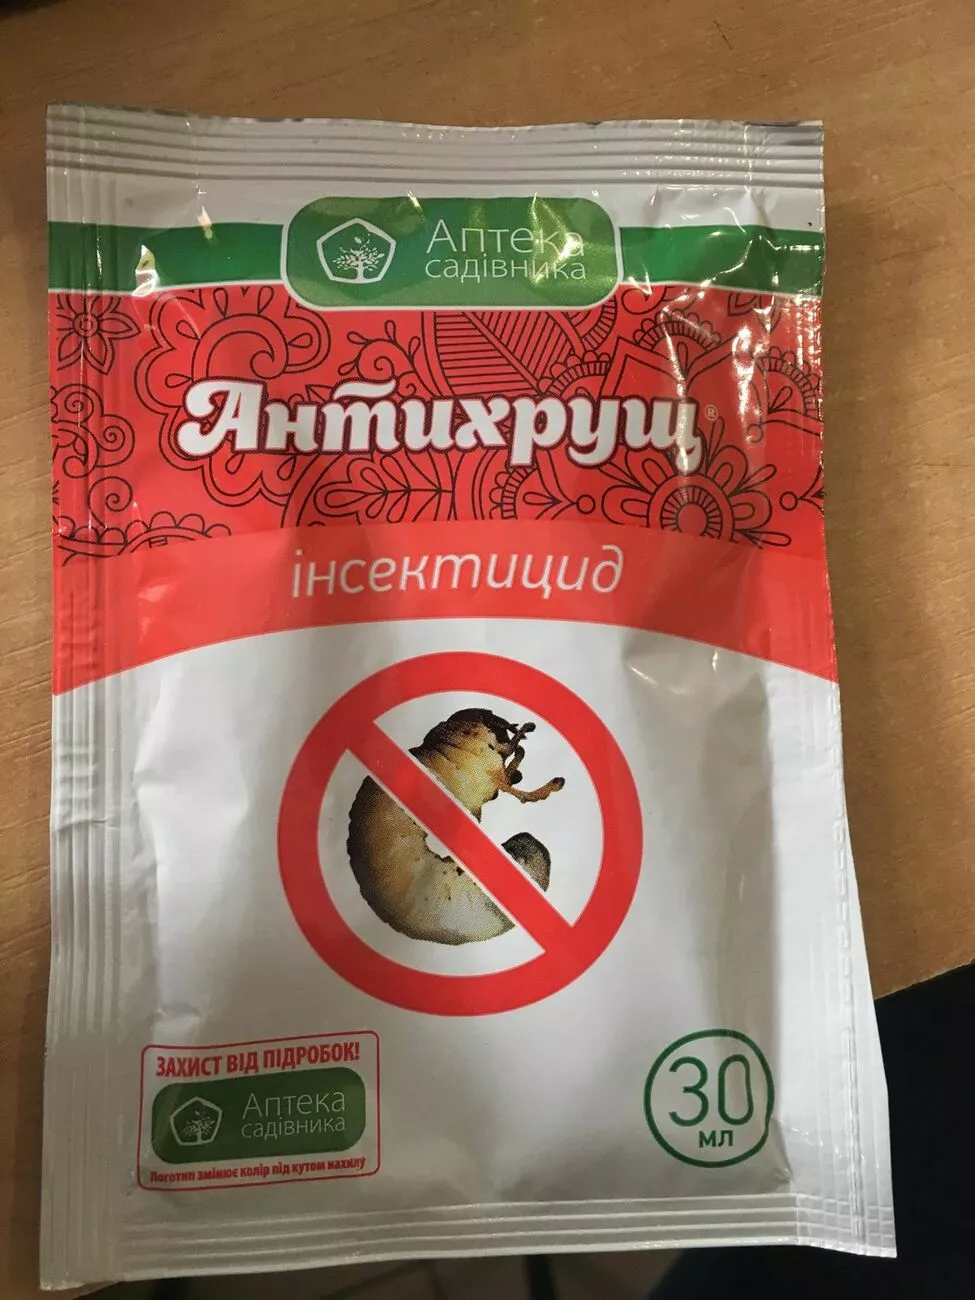 Аптека
садівника
Антихрущ®
інсектицид
ЗАХИСТ ВІД ПІДРОБОК!
Аптека
садівника
Логотип змінює колір під кутом нахилу
30
мл